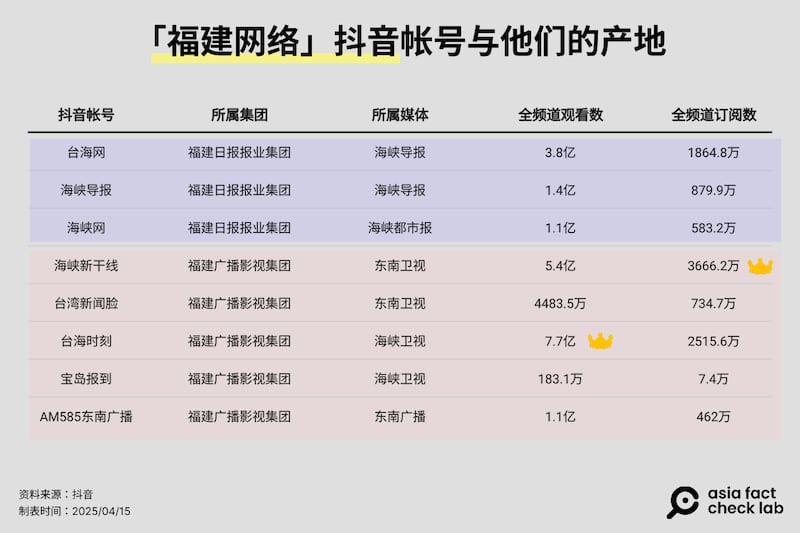 「福建网络」抖音帐号与他们的产地
抖音帐号 所属集团 所属媒体 全频道观看数 全频道订阅数
台海网 福建日报报业集团 海峡导报 3.8亿 1864.8万
海峡导报 福建日报报业集团 海峡导报 1.4亿 879.9万
海峡网 福建日报报业集团 海峡都市报 1.1亿 583.2万
海峡新干线 福建广播影视集团 东南卫视 5.4亿 3666.2万
台湾新闻脸 福建广播影视集团 东南卫视 4483.5万 734.7万
台海时刻 福建广播影视集团 海峡卫视 7.7亿 2515.6万
宝岛报到 福建广播影视集团 海峡卫视 183.1万 7.4万
AM585东南广播 福建广播影视集团 东南广播 1.1亿 462万
资料来源：抖音
制表时间：2025/04/15
asia fact
check lab